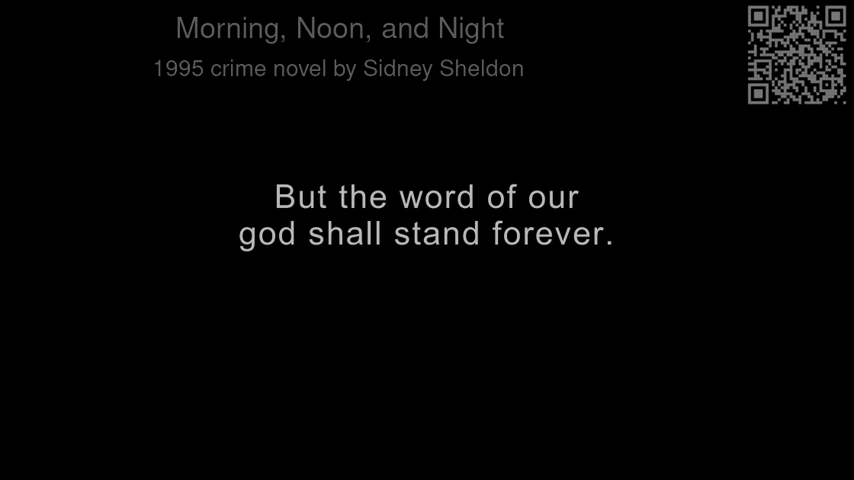 Morning, Noon, and Night
1995 crime novel by Sidney Sheldon
But the word of our
god shall stand forever.